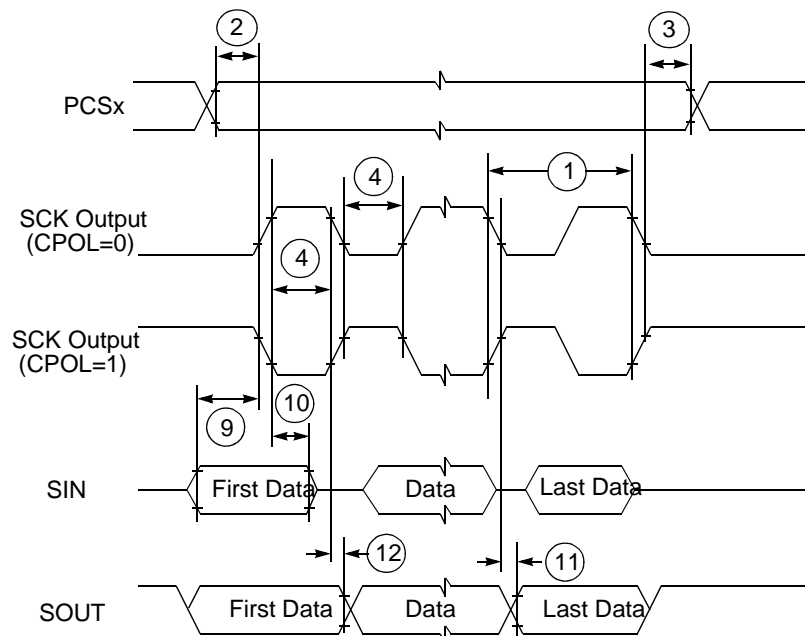 2
3
PCSx
4
1
SCK Output
(CPOL=0)
4
SCK Output
(CPOL=1)
9
10
SIN
First Data
Data
Last Data
12
11
SOUT
First Data
Data
Last Data